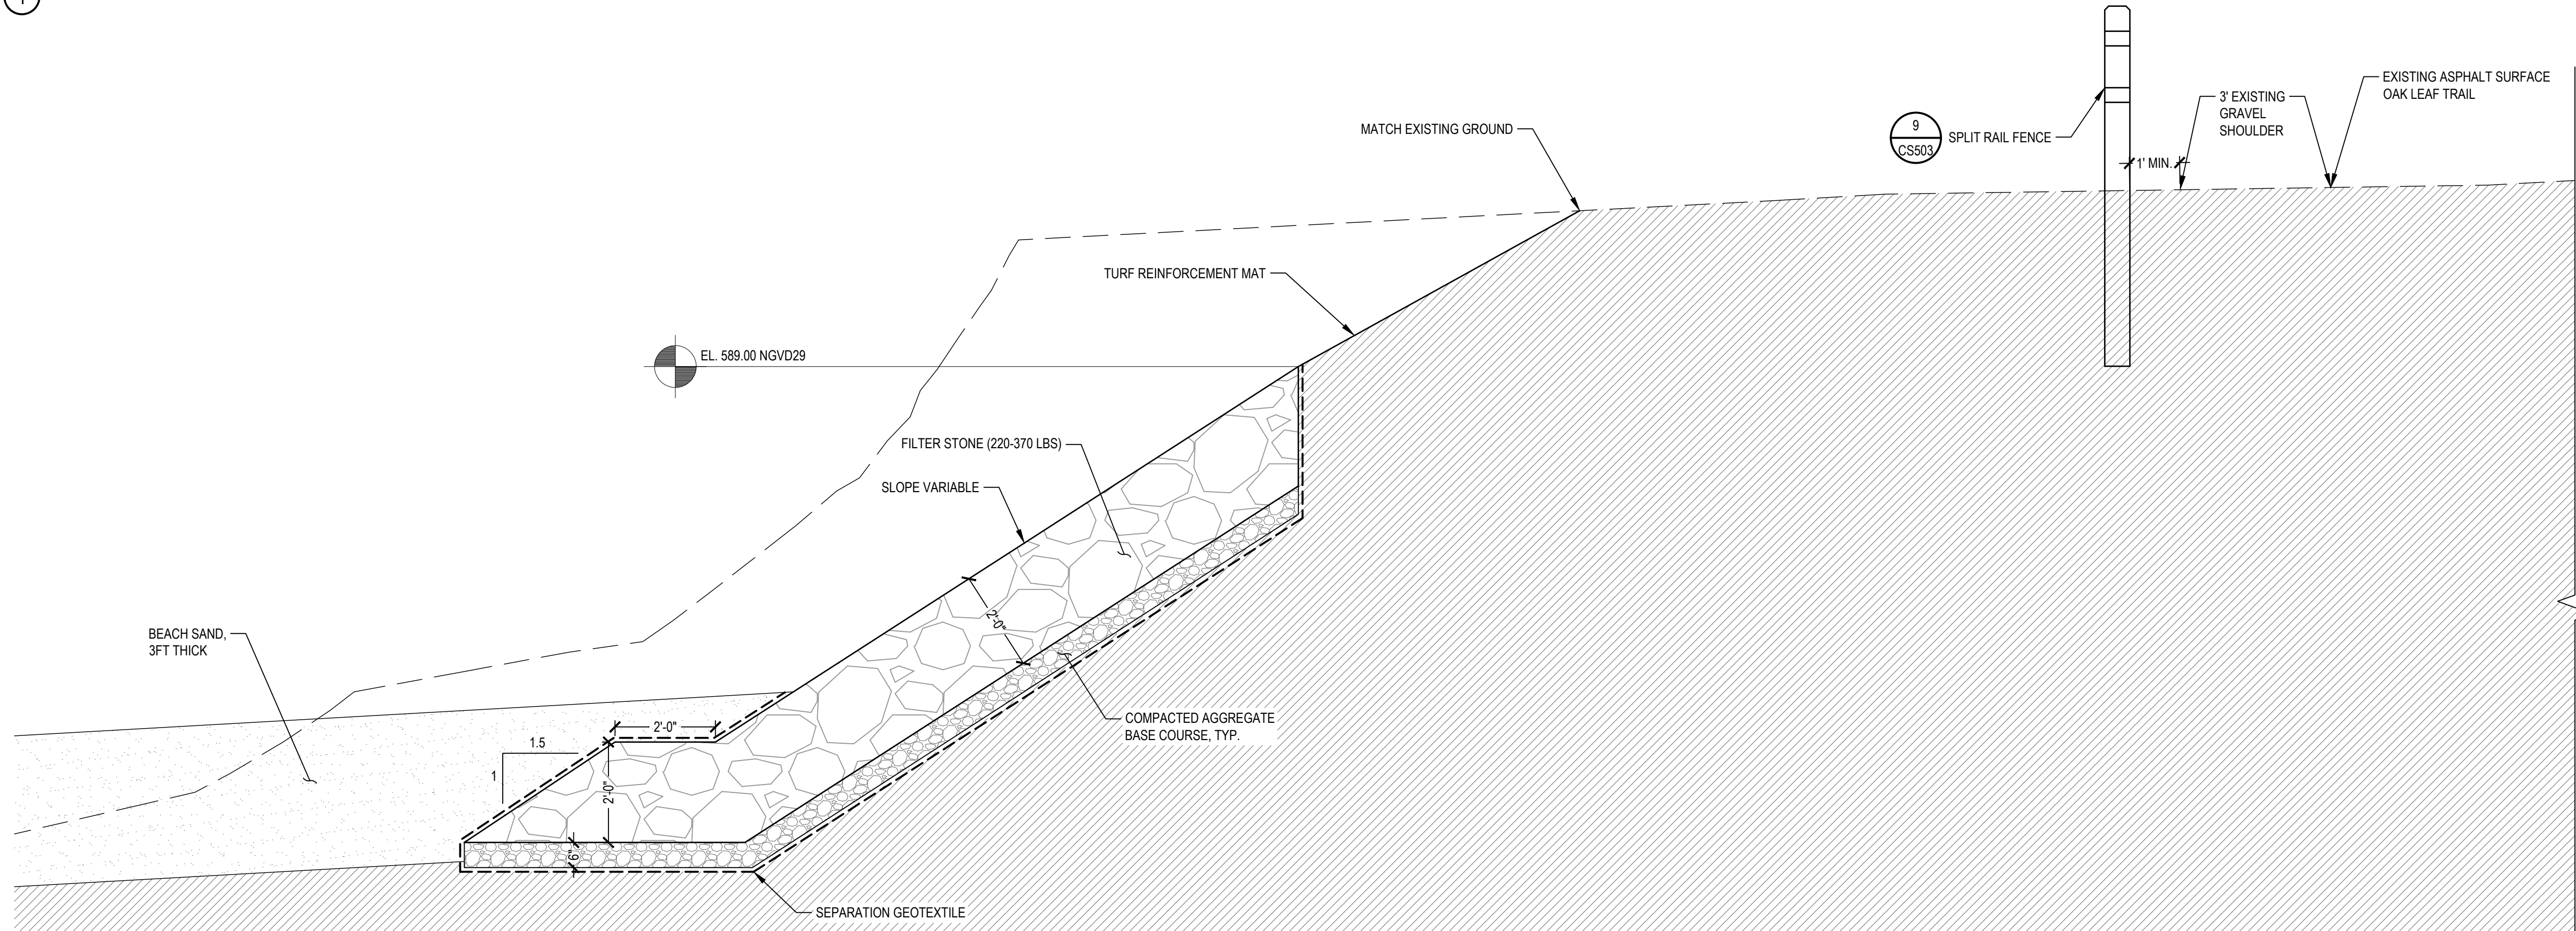 EXISTING ASPHALT SURFACE
OAK LEAF TRAIL
3' EXISTING
GRAVEL
SHOULDER
9
CS503
SPLIT RAIL FENCE
1' MIN.
MATCH EXISTING GROUND
TURF REINFORCEMENT MAT
EL. 589.00 NGVD29
FILTER STONE (220-370 LBS)
SLOPE VARIABLE
2'-0"
BEACH SAND,
3FT THICK
2'-0"
1.5
1
2'-0"
6"
COMPACTED AGGREGATE
BASE COURSE, TYP.
SEPARATION GEOTEXTILE